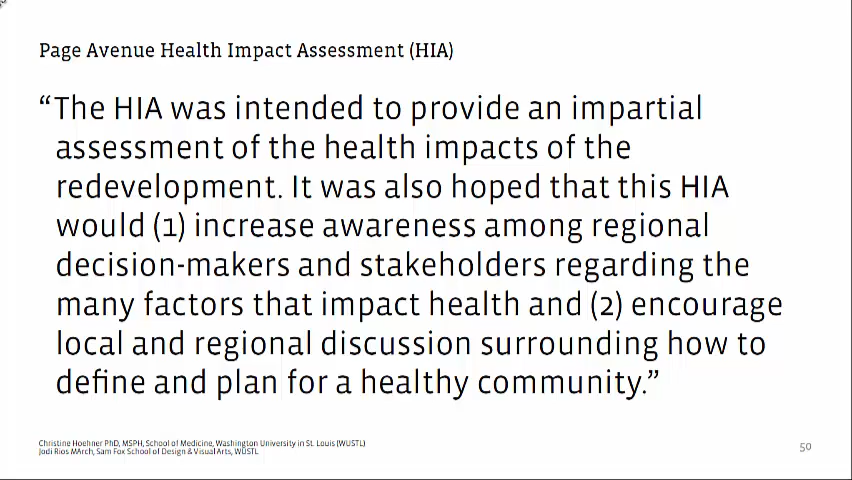 Page Avenue Health Impact Assessment (HIA)
“The HIA was intended to provide an impartial
assessment of the health impacts of the
redevelopment. It was also hoped that this HIA
would (1) increase awareness among regional
decision-makers and stakeholders regarding the
many factors that impact health and (2) encourage
local and regional discussion surrounding how to
define and plan for a healthy community.”
Christine Hoehner PhD, MSPH, School of Medicine, Washington University in St. Louis (WUSTL)
Jodi Rios MArch, Sam Fox School of Design & Visual Arts, WUSTL
50